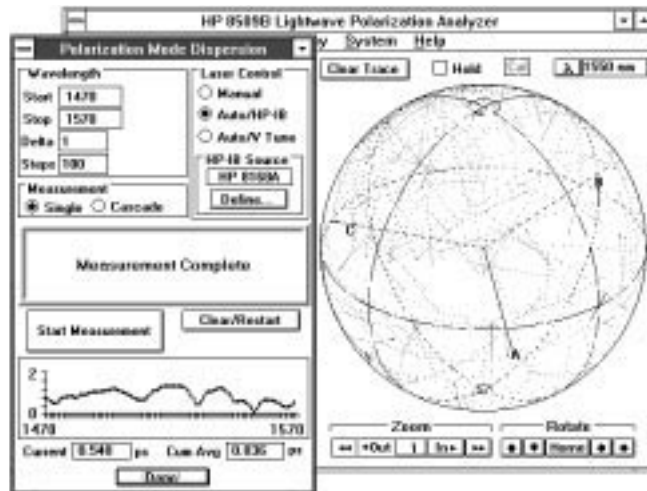 HP 8509B Lightwave Polarization Analyzer
Polarization Mode Dispersion
System Help
Wavelength
Start 1470
Stop 1570
Delta 1
Steps 100
Laser Control
Manual
Auto/HP-IB
Auto/V Tune
HP-IB Source
HP 8168A
Define...
Measurement
Single Cascade
Measurement Complete
Start Measurement
Clear/Restart
2
0
1470 1570
Current 0.548 ps Cum Avg 0.836 ps
Done/
Clear Trace Hold Cal λ 1550 nm
B
C
A
Zoom
Out 1 In
Rotate
Home